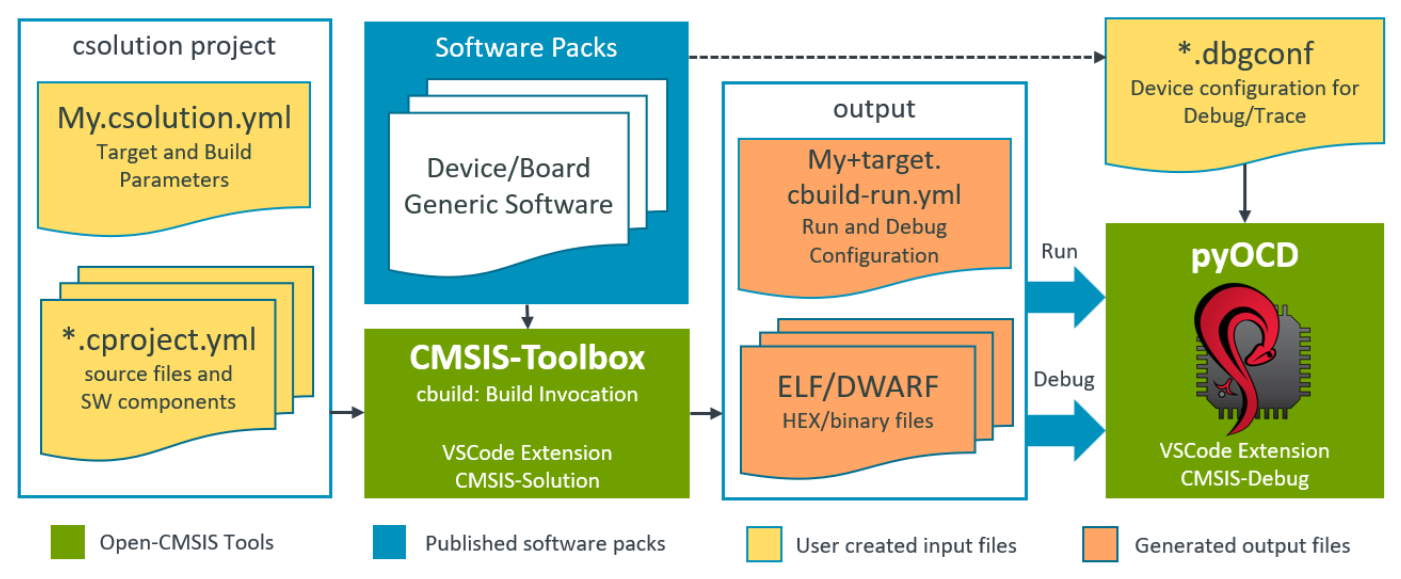 csolution project
My.csolution.yml
Target and Build
Parameters
*.cproject.yml
source files and
SW components
Software Packs
Device/Board
Generic Software
CMSIS-Toolbox
cbuild: Build Invocation
VSCode Extension
CMSIS-Solution
output
My+target.
cbuild-run.yml
Run and Debug
Configuration
ELF/DWARF
HEX/binary files
Run
Debug
*.dbgconf
Device configuration for
Debug/Trace
pyOCD
VSCode Extension
CMSIS-Debug
Open-CMSIS Tools
Published software packs
User created input files
Generated output files